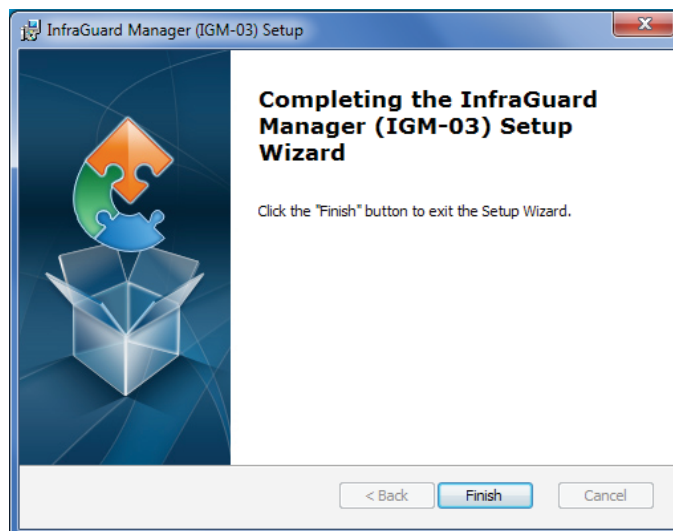 InfraGuard Manager (IGM-03) Setup
Completing the InfraGuard
Manager (IGM-03) Setup
Wizard
Click the "Finish" button to exit the Setup Wizard.
< Back Finish Cancel